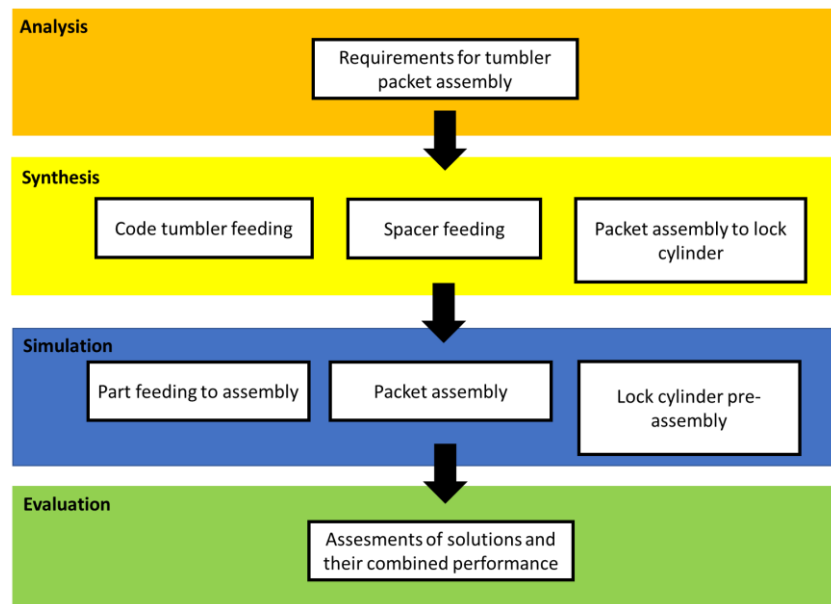 Analysis
Requirements for tumbler
packet assembly
Synthesis
Code tumbler feeding
Spacer feeding
Packet assembly to lock
cylinder
Simulation
Part feeding to assembly
Packet assembly
Lock cylinder pre-
assembly
Evaluation
Assesments of solutions and
their combined performance